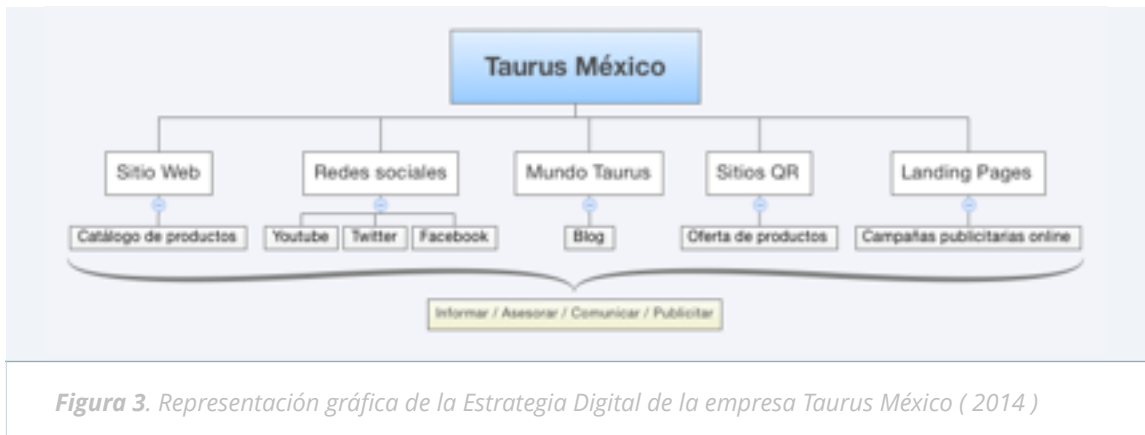 Taurus México
Sitio Web
Redes sociales
Mundo Taurus
Sitios QR
Landing Pages
Catálogo de productos
Youtube
Twitter
Facebook
Blog
Oferta de productos
Campañas publicitarias online
Informar / Asesorar / Comunicar / Publicitar
Figura 3. Representación gráfica de la Estrategia Digital de la empresa Taurus México ( 2014 )